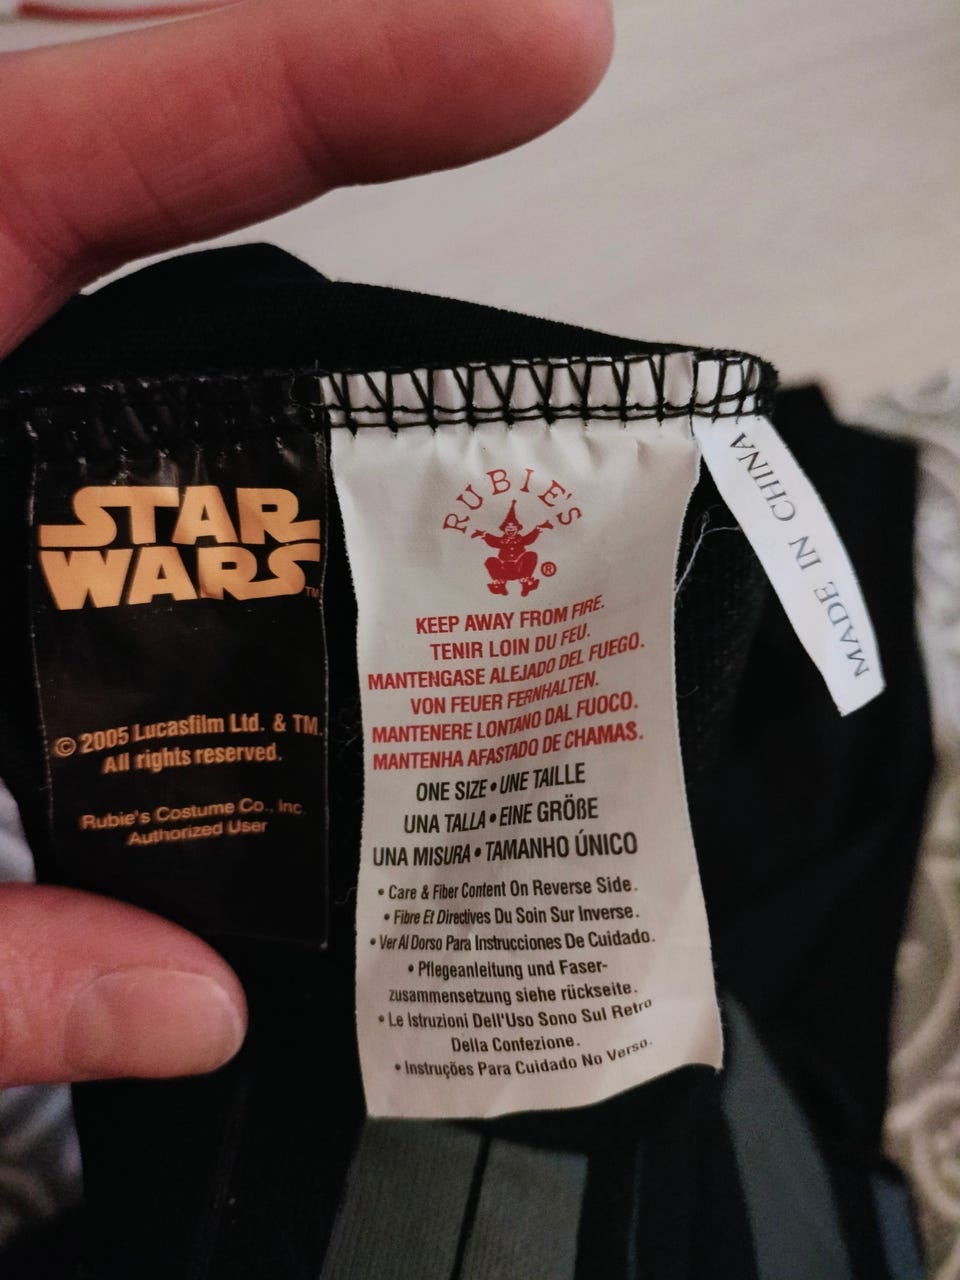 STAR
WARS™
© 2005 Lucasfilm Ltd. & TM.
All rights reserved.
Rubie's Costume Co., Inc.
Authorized User
RUBIE'S
®
KEEP AWAY FROM FIRE.
TENIR LOIN DU FEU.
MANTENGASE ALEJADO DEL FUEGO.
VON FEUER FERNHALTEN.
MANTENERE LONTANO DAL FUOCO.
MANTENHA AFASTADO DE CHAMAS.
ONE SIZE • UNE TAILLE
UNA TALLA • EINE GRÖßE
UNA MISURA • TAMANHO ÚNICO
• Care & Fiber Content On Reverse Side.
• Fibre Et Directives Du Soin Sur Inverse.
• Ver Al Dorso Para Instrucciones De Cuidado.
• Pflegeanleitung und Faser-
zusammensetzung siehe rückseite.
• Le Istruzioni Dell'Uso Sono Sul Retro
Della Confezione.
• Instruções Para Cuidado No Verso.
MADE IN CHINA